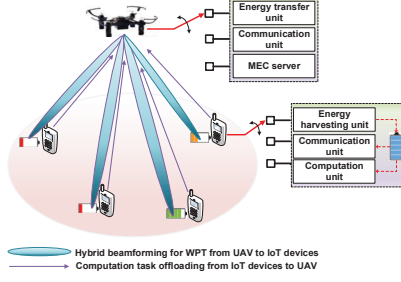 Energy transfer
unit
Communication
unit
MEC server
Energy
harvesting unit
Communication
unit
Computation
unit
Hybrid beamforming for WPT from UAV to IoT devices
Computation task offloading from IoT devices to UAV